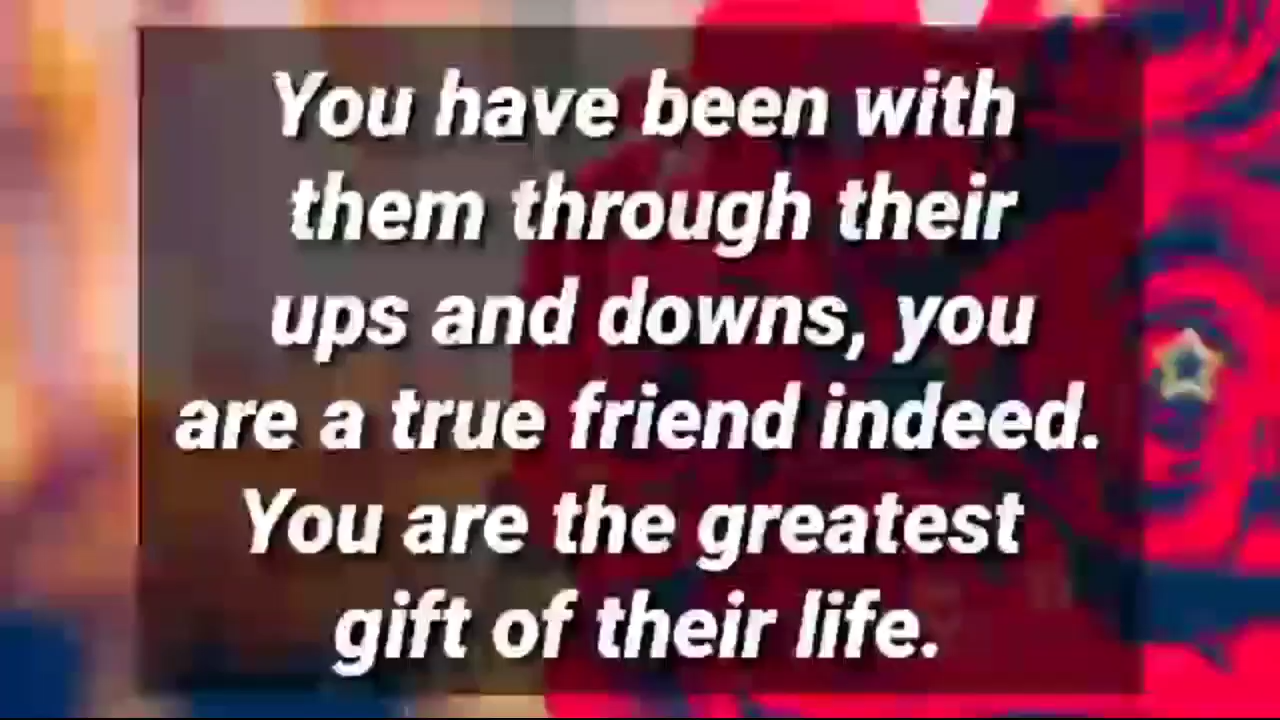 You have been with
them through their
ups and downs, you
are a true friend indeed.
You are the greatest
gift of their life.